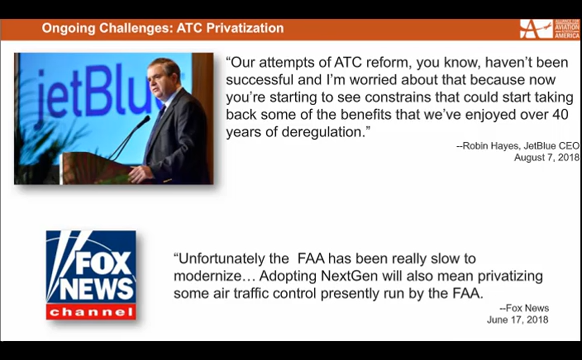 Ongoing Challenges: ATC Privatization
AMERICA
jetBlue
“Our attempts of ATC reform, you know, haven’t been
successful and I’m worried about that because now
you’re starting to see constrains that could start taking
back some of the benefits that we’ve enjoyed over 40
years of deregulation.”
--Robin Hayes, JetBlue CEO
August 7, 2018
FOX
NEWS
channel
“Unfortunately the FAA has been really slow to
modernize… Adopting NextGen will also mean privatizing
some air traffic control presently run by the FAA.
--Fox News
June 17, 2018